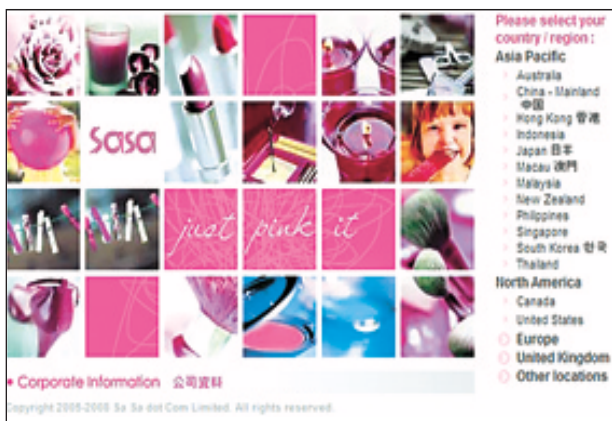 sasa
just pink it
Please select your
country / region :
Asia Pacific
Australia
China - Mainland
中国
Hong Kong 香港
Indonesia
Japan 日本
Macau 澳門
Malaysia
New Zealand
Philippines
Singapore
South Korea 한국
Thailand
North America
Canada
United States
Europe
United Kingdom
Other locations
Corporate Information 公司資料
Copyright 2005-2008 Sa Sa dot Com Limited. All rights reserved.